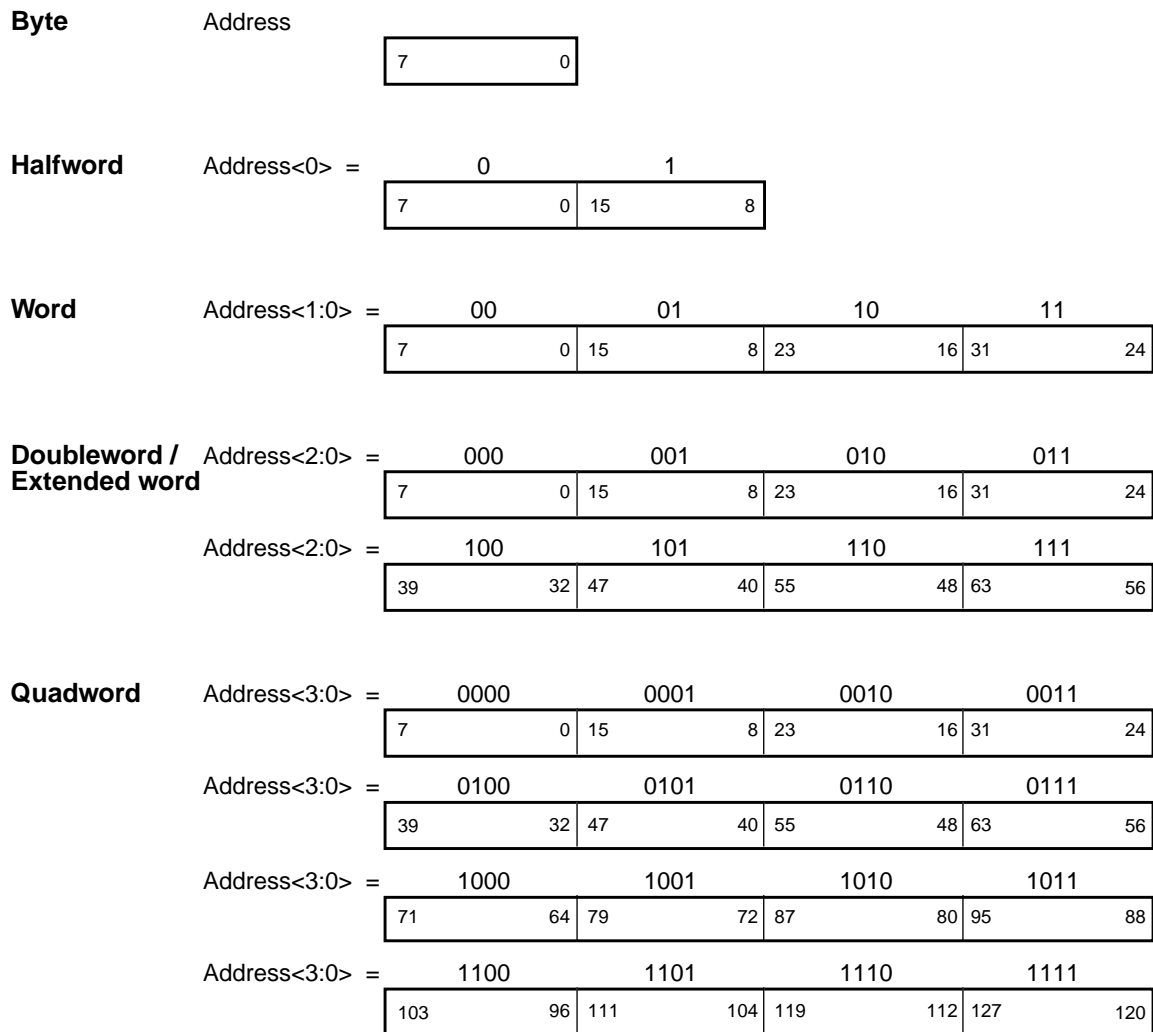 Byte Address
7 0
Halfword Address<0> = 0 1
7 0 15 8
Word Address<1:0> = 00 01 10 11
7 0 15 8 23 16 31 24
Doubleword / Address<2:0> = 000 001 010 011
Extended word
7 0 15 8 23 16 31 24
Address<2:0> = 100 101 110 111
39 32 47 40 55 48 63 56
Quadword Address<3:0> = 0000 0001 0010 0011
7 0 15 8 23 16 31 24
Address<3:0> = 0100 0101 0110 0111
39 32 47 40 55 48 63 56
Address<3:0> = 1000 1001 1010 1011
71 64 79 72 87 80 95 88
Address<3:0> = 1100 1101 1110 1111
103 96 111 104 119 112 127 120